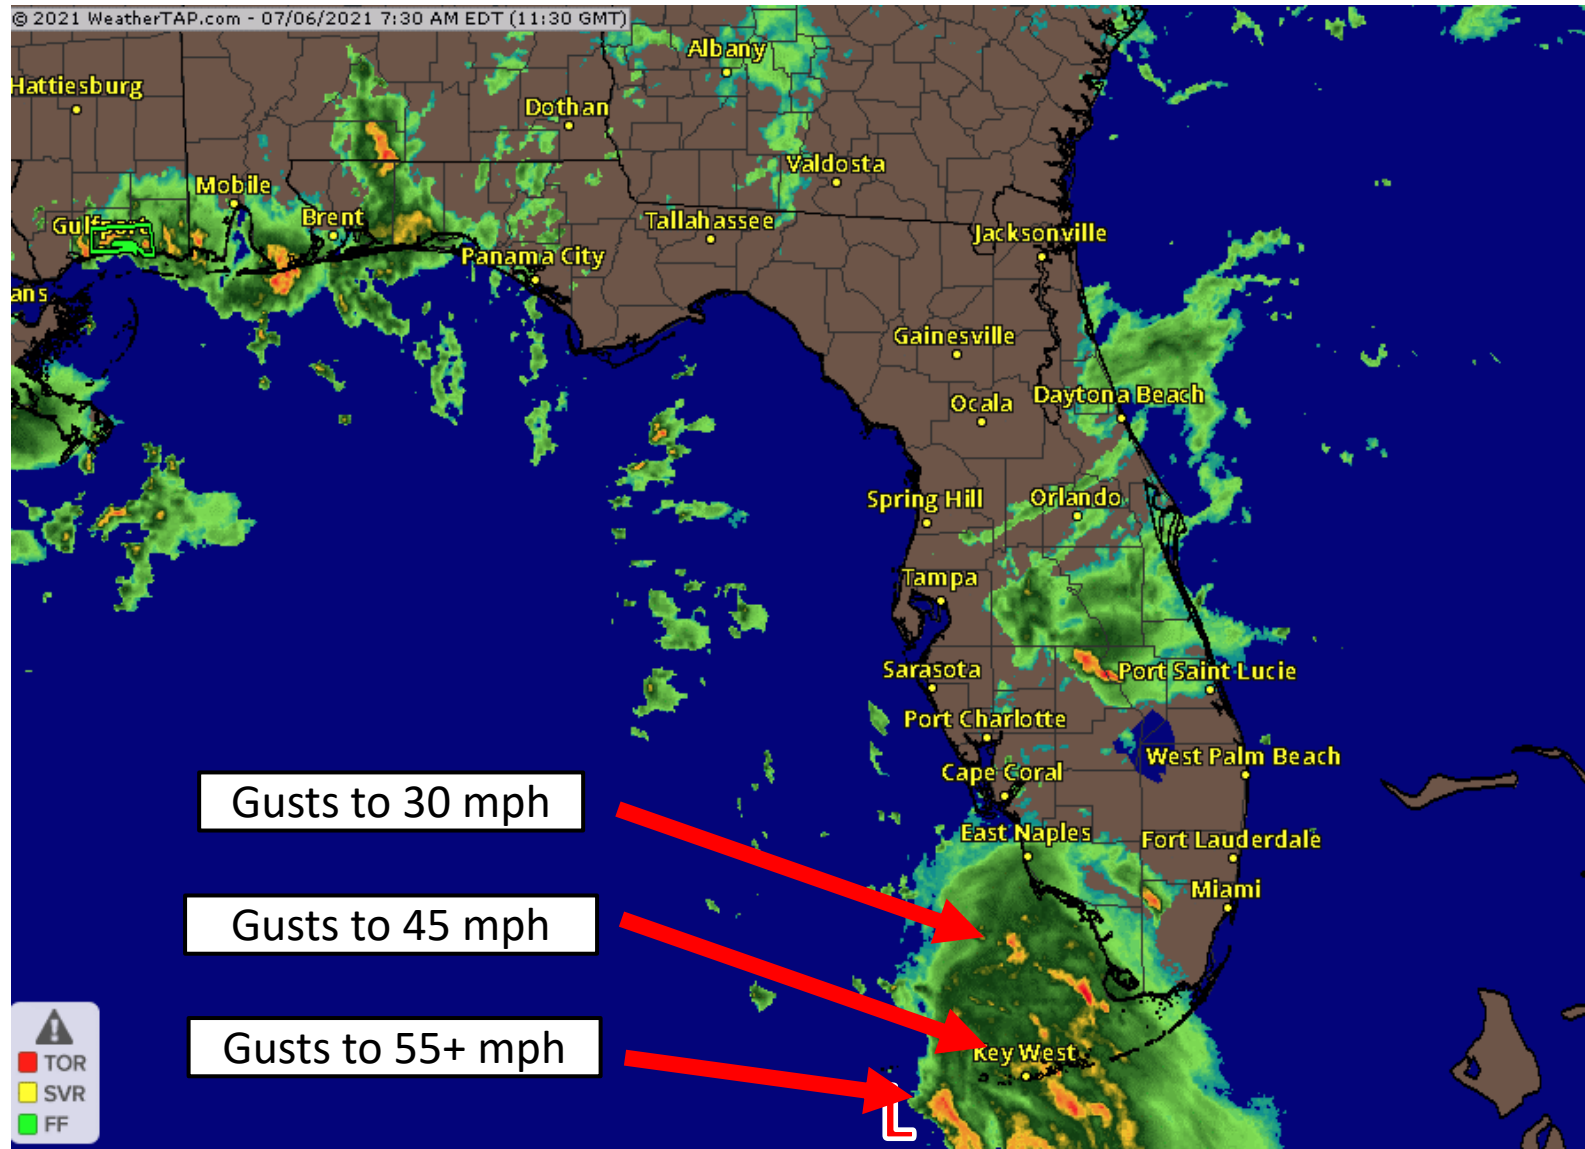 © 2021 WeatherTAP.com - 07/06/2021 7:30 AM EDT (11:30 GMT)
Albany
Hattiesburg
Dothan
Valdosta
Mobile
Brent
Tallahassee
Gulfport
Jacksonville
Panama City
ans
Gainesville
Daytona Beach
Ocala
Spring Hill
Orlando
Tampa
Sarasota
Port Saint Lucie
Port Charlotte
West Palm Beach
Cape Coral
Gusts to 30 mph
East Naples
Fort Lauderdale
Miami
Gusts to 45 mph
Gusts to 55+ mph
Key West
L
TOR
SVR
FF